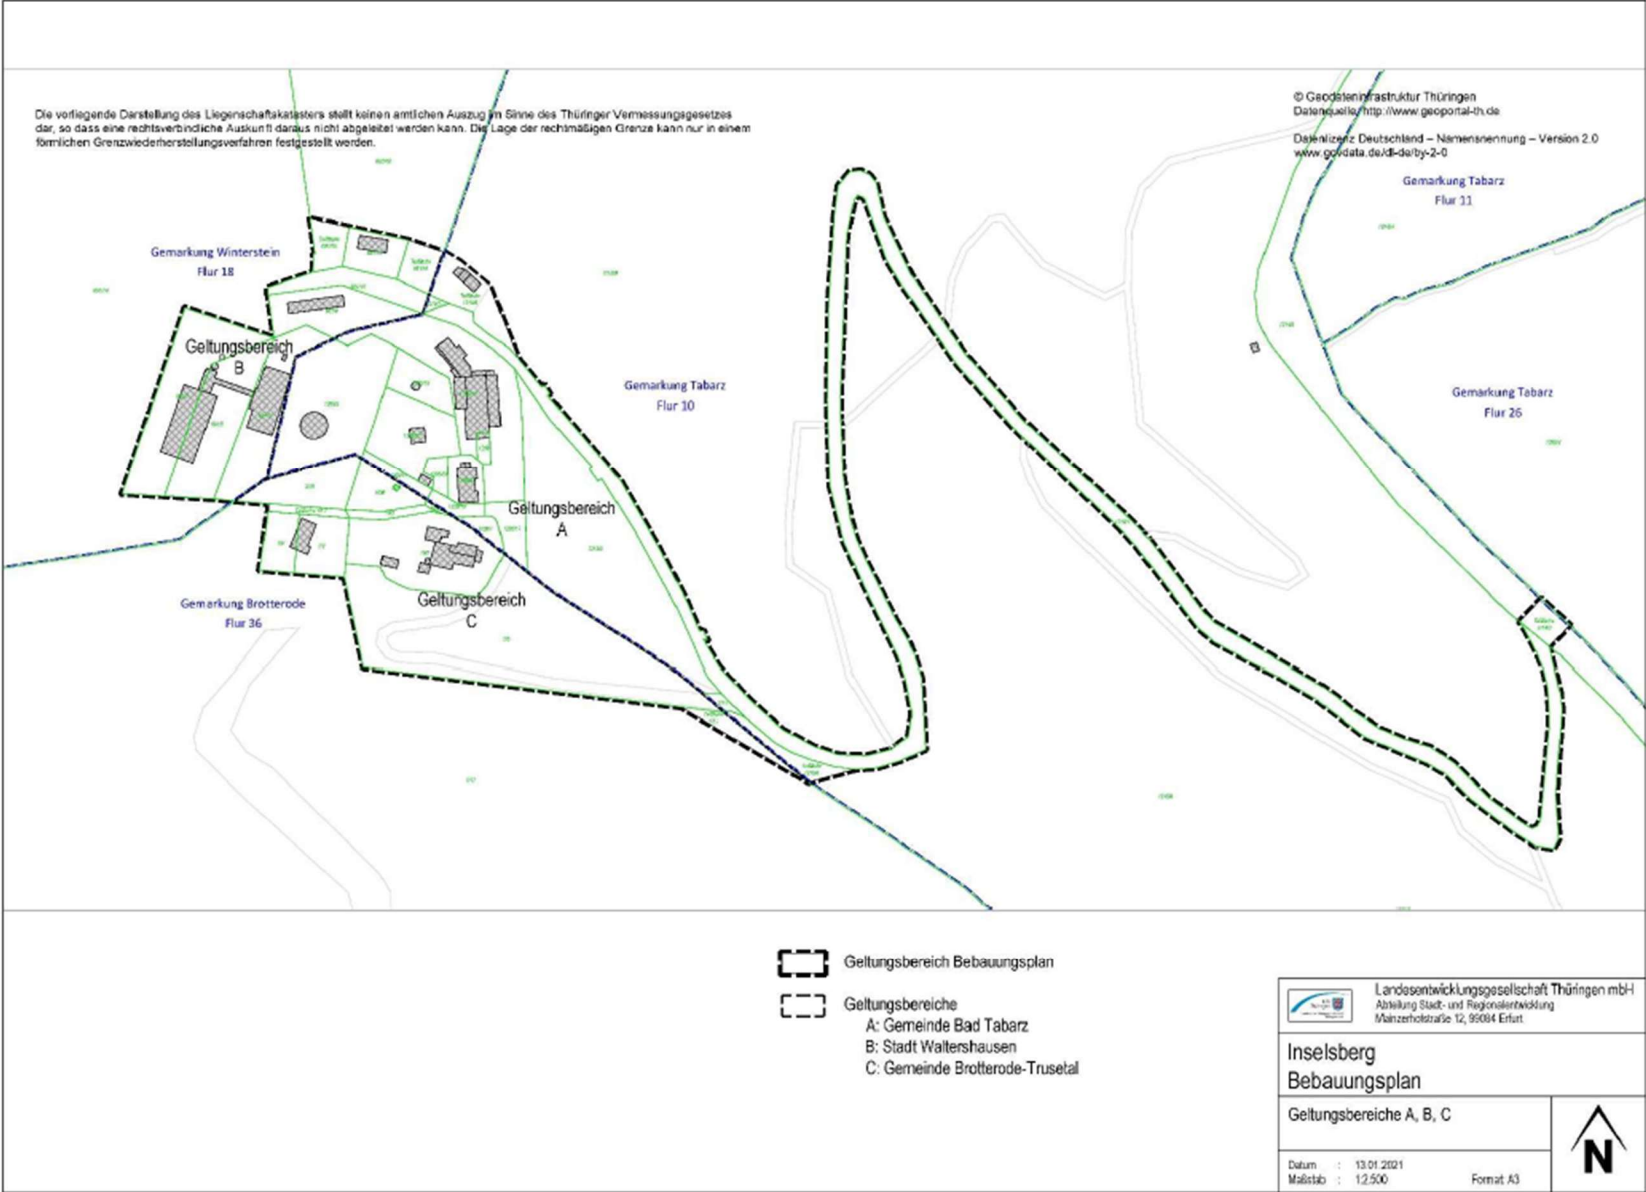 Die vorliegende Darstellung des Liegenschaftskatasters stellt keinen amtlichen Auszug im Sinne des Thüringer Vermessungsgesetzes
dar, so dass eine rechtsverbindliche Auskunft daraus nicht abgeleitet werden kann. Die Lage der rechtmäßigen Grenze kann nur in einem
förmlichen Grenzwiederherstellungsverfahren festgestellt werden.
© Geodateninfrastruktur Thüringen
Datenquelle: http://www.geoportal-th.de
Datenlizenz Deutschland – Namensnennung – Version 2.0
www.govdata.de/dl-de/by-2-0
Gemarkung Tabarz
Flur 11
Gemarkung Winterstein
Flur 18
Geltungsbereich
B
Gemarkung Tabarz
Flur 10
Gemarkung Tabarz
Flur 26
Geltungsbereich
A
Geltungsbereich
C
Gemarkung Brotterode
Flur 36
Geltungsbereich Bebauungsplan
Geltungsbereiche
A: Gemeinde Bad Tabarz
B: Stadt Waltershausen
C: Gemeinde Brotterode-Trusetal
Landesentwicklungsgesellschaft Thüringen mbH
Abteilung Stadt- und Regionalentwicklung
Mainzerhofstraße 12, 99084 Erfurt
Inselsberg
Bebauungsplan
Geltungsbereiche A, B, C
Datum : 13.01.2021
Maßstab : 1:2.500 Format A3
N